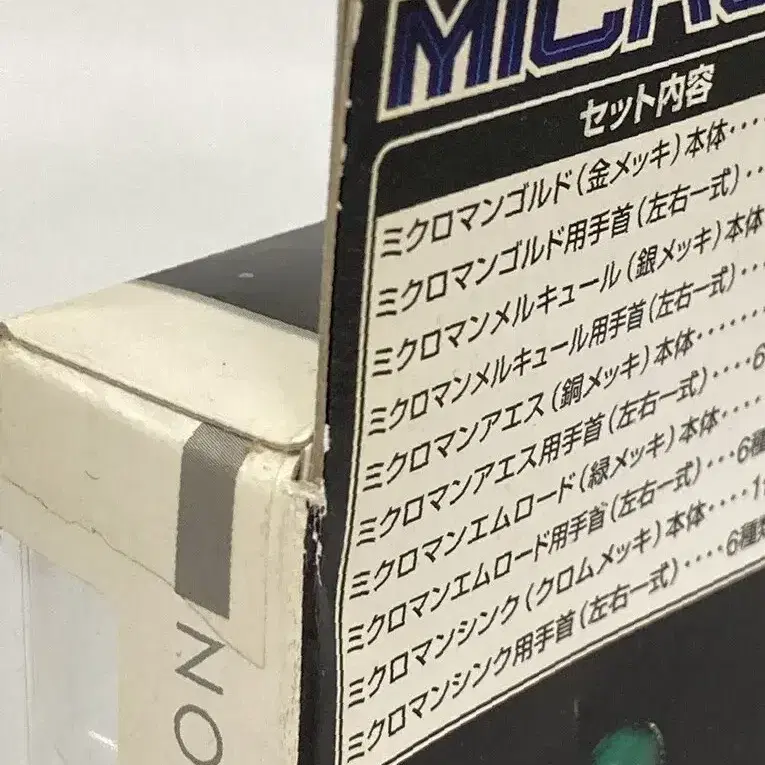 MICA
セット内容
ミクロマンゴルド(金メッキ)本体････
ミクロマンゴルド用手首(左右一式)･･
ミクロマンメルキュール(銀メッキ)本体
ミクロマンメルキュール用手首(左右一式)･･
ミクロマンアエス(銅メッキ)本体･･････
ミクロマンアエス用手首(左右一式)････6
ミクロマンエムロード(緑メッキ)本体････
ミクロマンエムロード用手首(左右一式)･･･6種
ミクロマンシンク(クロムメッキ)本体････1
ミクロマンシンク用手首(左右一式)････6種類
NO